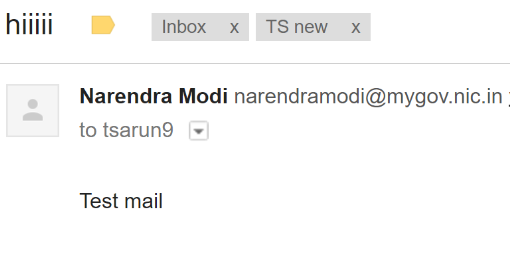 hiiiii Inbox x TS new x
Narendra Modi narendramodi@mygov.nic.in
to tsarun9
Test mail